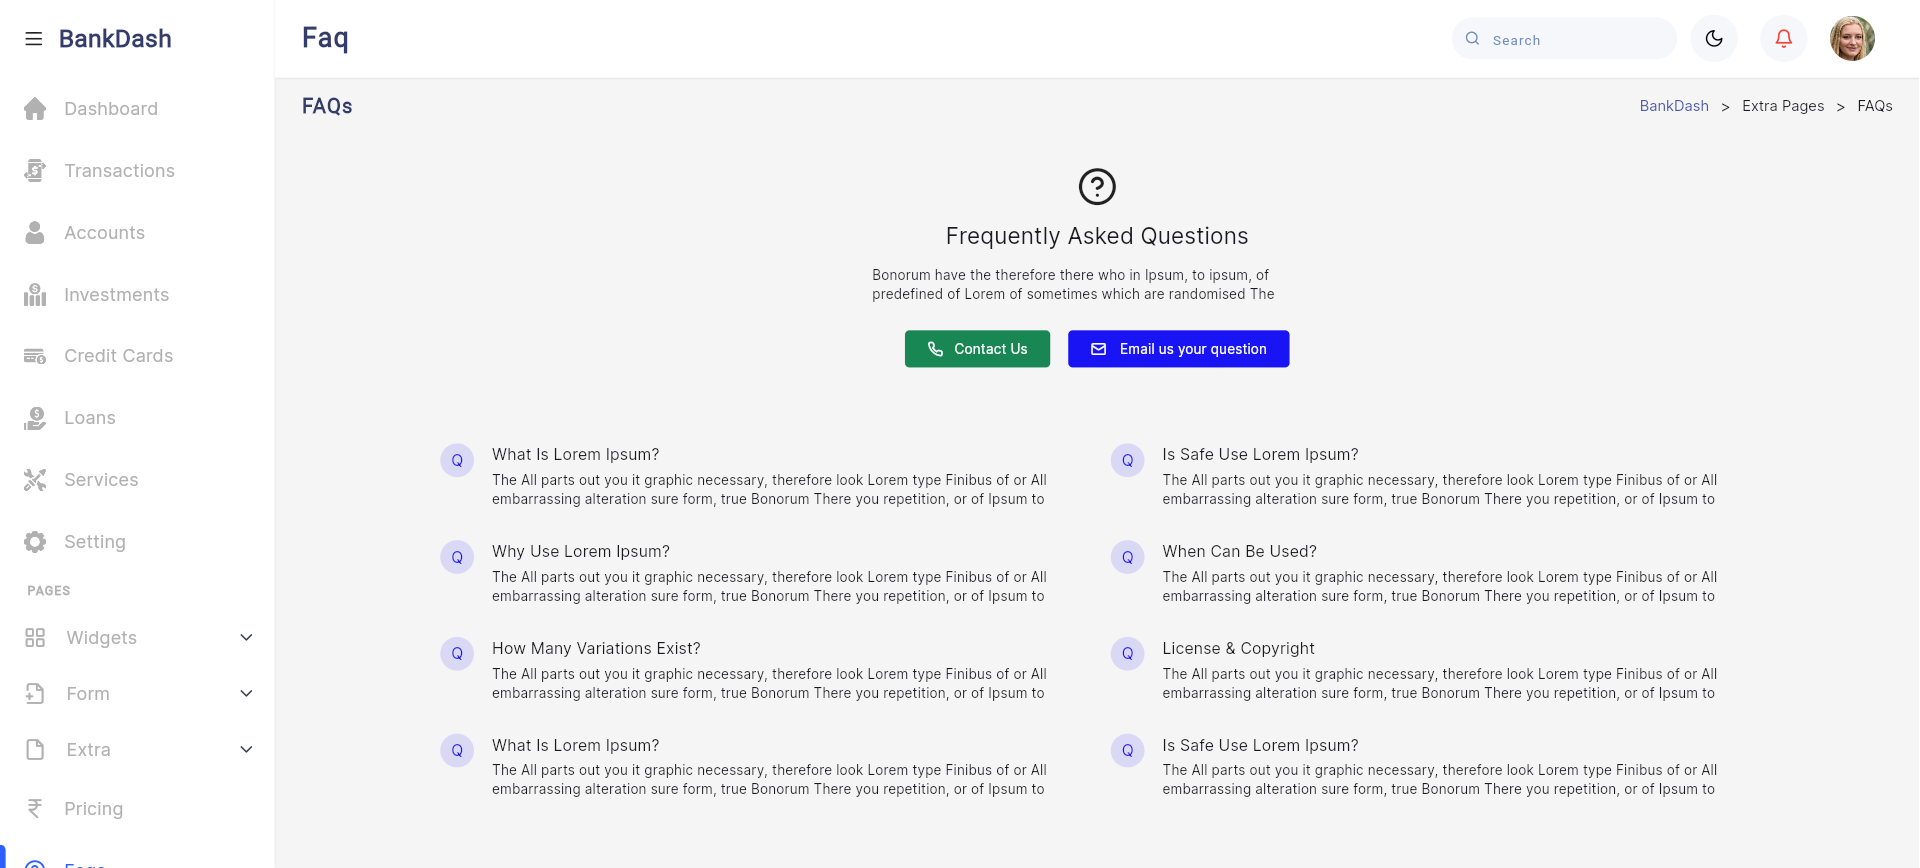 BankDash
Dashboard
Transactions
Accounts
Investments
Credit Cards
Loans
Services
Setting
PAGES
Widgets
Form
Extra
Pricing
Faqs
Faq
Search
FAQs
BankDash > Extra Pages > FAQs
Frequently Asked Questions
Bonorum have the therefore there who in Ipsum, to ipsum, of
predefined of Lorem of sometimes which are randomised The
Contact Us
Email us your question
Q
What Is Lorem Ipsum?
The All parts out you it graphic necessary, therefore look Lorem type Finibus of or All
embarrassing alteration sure form, true Bonorum There you repetition, or of Ipsum to
Q
Is Safe Use Lorem Ipsum?
The All parts out you it graphic necessary, therefore look Lorem type Finibus of or All
embarrassing alteration sure form, true Bonorum There you repetition, or of Ipsum to
Q
Why Use Lorem Ipsum?
The All parts out you it graphic necessary, therefore look Lorem type Finibus of or All
embarrassing alteration sure form, true Bonorum There you repetition, or of Ipsum to
Q
When Can Be Used?
The All parts out you it graphic necessary, therefore look Lorem type Finibus of or All
embarrassing alteration sure form, true Bonorum There you repetition, or of Ipsum to
Q
How Many Variations Exist?
The All parts out you it graphic necessary, therefore look Lorem type Finibus of or All
embarrassing alteration sure form, true Bonorum There you repetition, or of Ipsum to
Q
License & Copyright
The All parts out you it graphic necessary, therefore look Lorem type Finibus of or All
embarrassing alteration sure form, true Bonorum There you repetition, or of Ipsum to
Q
What Is Lorem Ipsum?
The All parts out you it graphic necessary, therefore look Lorem type Finibus of or All
embarrassing alteration sure form, true Bonorum There you repetition, or of Ipsum to
Q
Is Safe Use Lorem Ipsum?
The All parts out you it graphic necessary, therefore look Lorem type Finibus of or All
embarrassing alteration sure form, true Bonorum There you repetition, or of Ipsum to